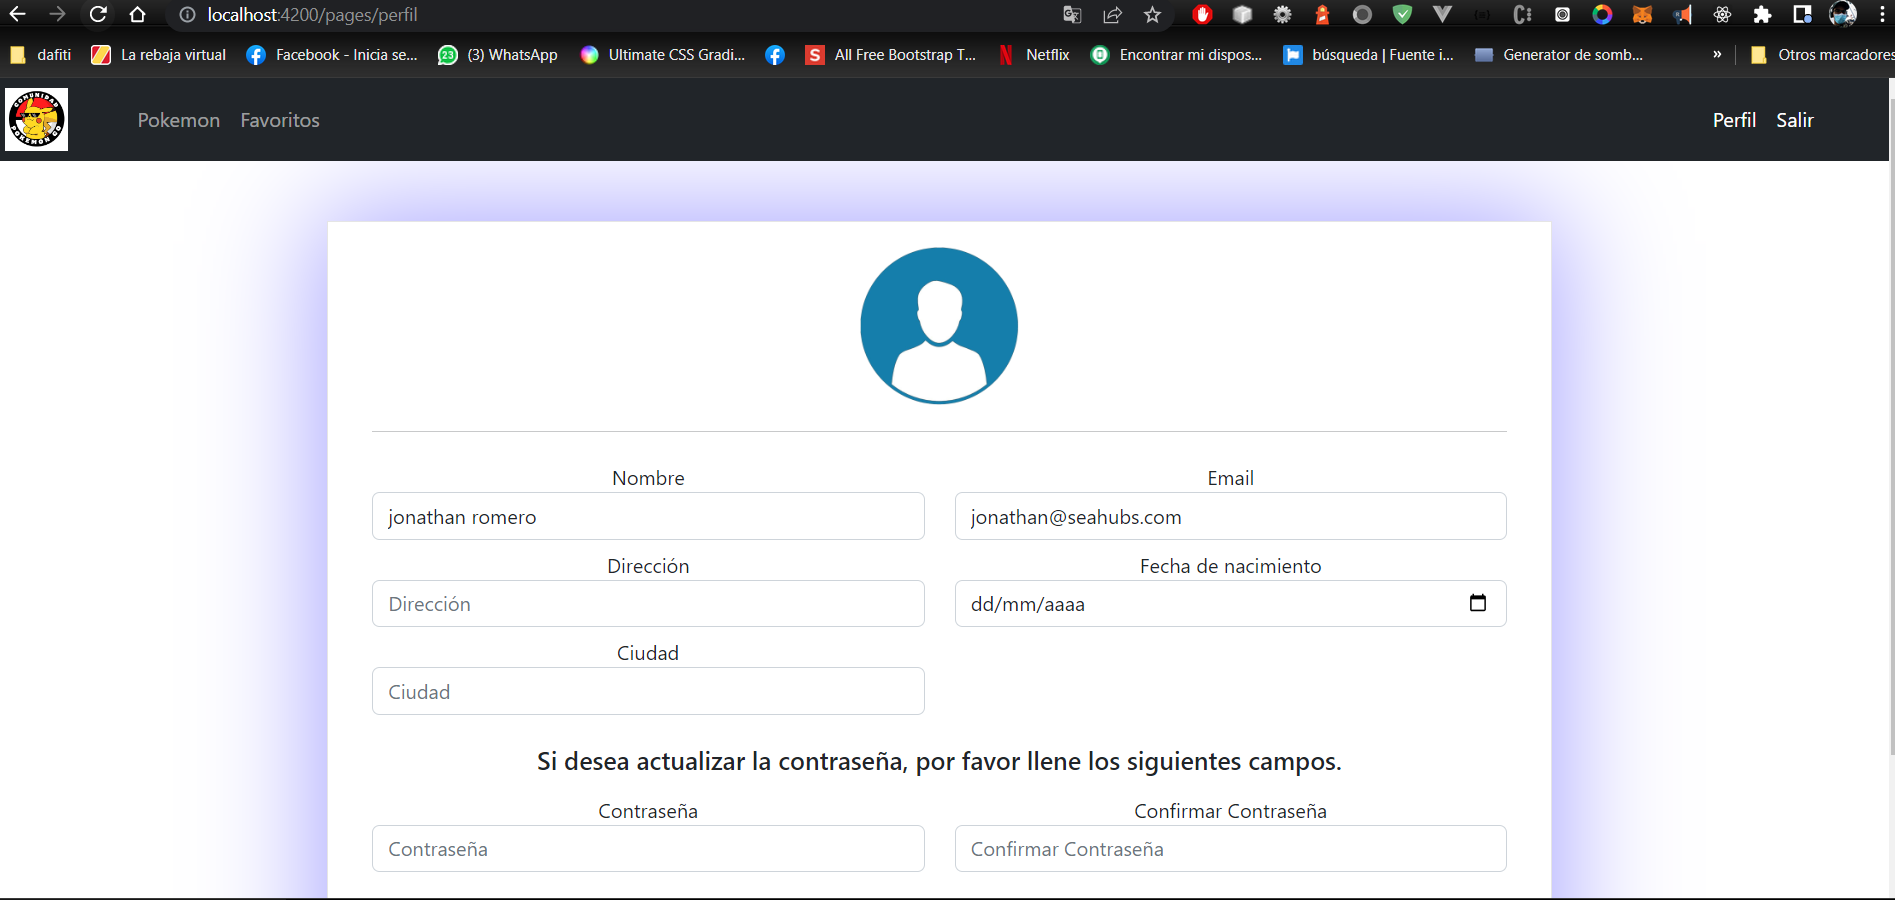 localhost:4200/pages/perfil
dafiti La rebaja virtual Facebook - Inicia se... (3) WhatsApp Ultimate CSS Gradi... All Free Bootstrap T... Netflix Encontrar mi dispos... búsqueda | Fuente i... Generator de somb... » Otros marcadores
COMUNIDAD
POKEMON GO
Pokemon Favoritos Perfil Salir
Nombre Email
jonathan romero jonathan@seahubs.com
Dirección Fecha de nacimiento
Dirección dd/mm/aaaa
Ciudad
Ciudad
Si desea actualizar la contraseña, por favor llene los siguientes campos.
Contraseña Confirmar Contraseña
Contraseña Confirmar Contraseña